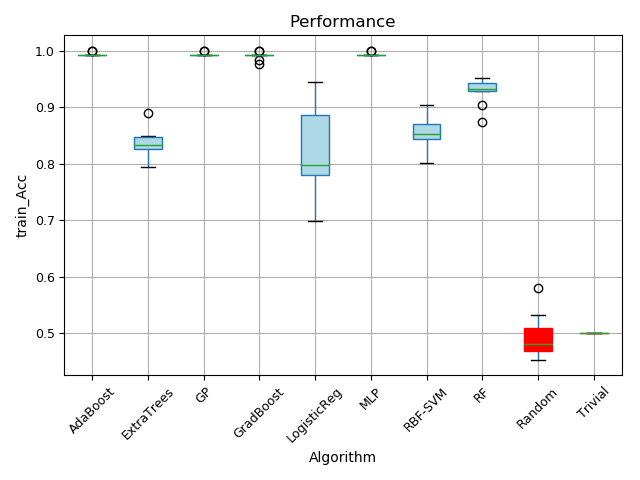 Performance
train_Acc
1.0
0.9
0.8
0.7
0.6
0.5
AdaBoost
ExtraTrees
GP
GradBoost
LogisticReg
MLP
RBF-SVM
RF
Random
Trivial
Algorithm